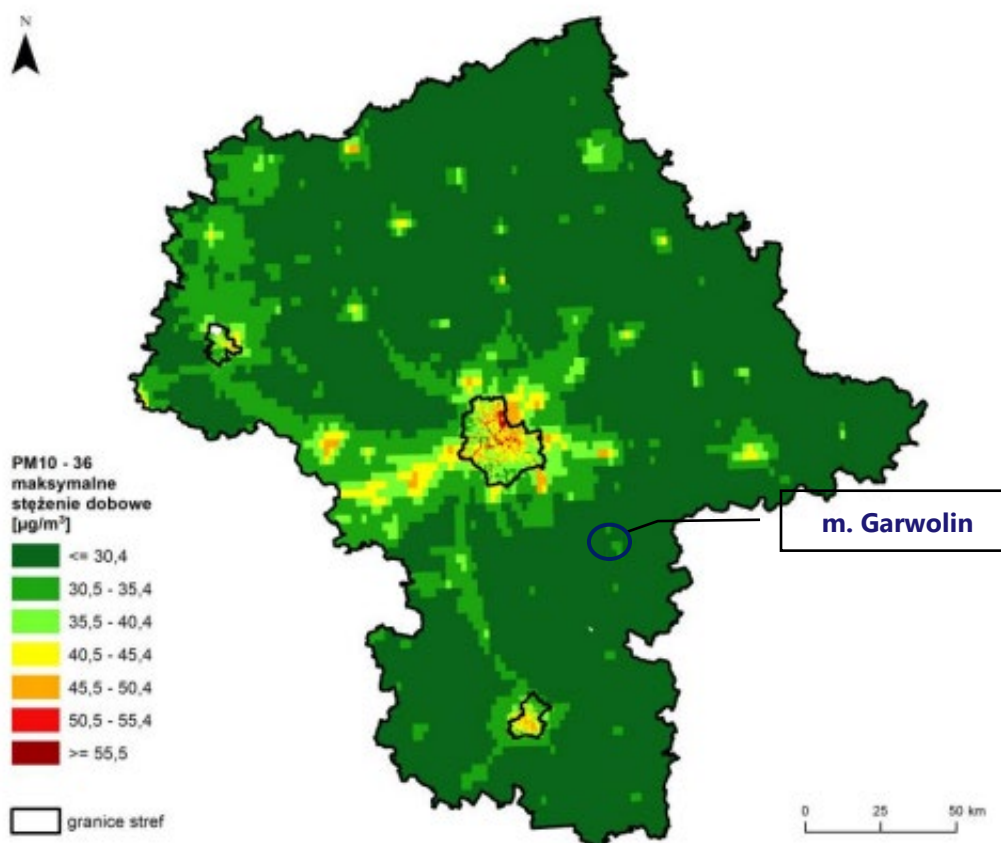 N
PM10 - 36
maksymalne
stężenie dobowe
[µg/m³]
<= 30,4
30,5 - 35,4
35,5 - 40,4
40,5 - 45,4
45,5 - 50,4
50,5 - 55,4
>= 55,5
granice stref
m. Garwolin
0 25 50 km